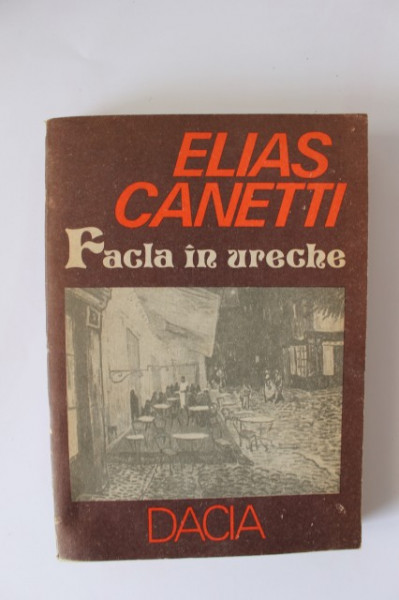 ELIAS
CANETTI
Facla în ureche
DACIA